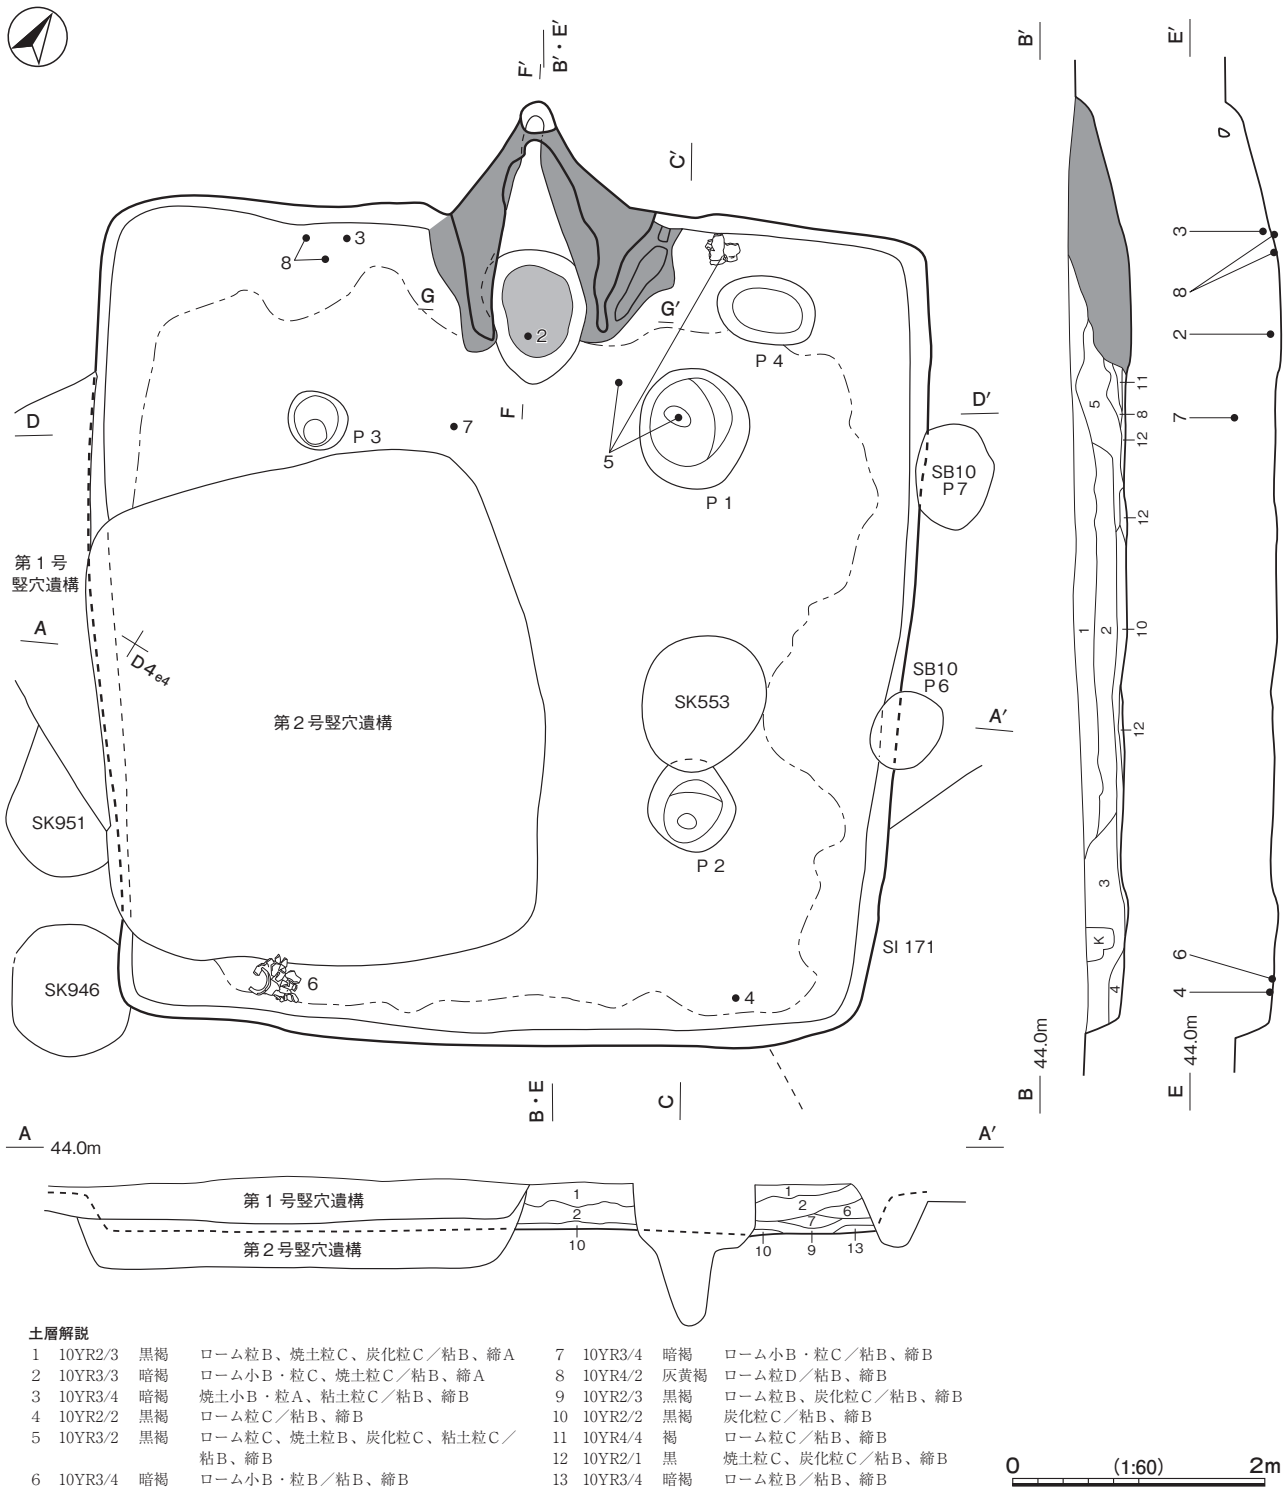 F′
B′・E′
C′
B′
E′
3
8
G
G′
2
P 4
3
8
2
D
P 3
7
F
5
P 1
D′
SB10
P 7
11
5
8
12
7
12
第 1 号
竪穴遺構
A
D4e4
第２号竪穴遺構
SK553
SB10
P 6
A′
1
2
10
12
SK951
P 2
3
SI 171
K
6
SK946
6
4
4
4
B 44.0m
E 44.0m
B・E
C
A 44.0m
A′
第１号竪穴遺構
第２号竪穴遺構
1
2
10
1
2
6
7
10
9
13
土層解説
1 10YR2/3 黒褐 ローム粒Ｂ、焼土粒Ｃ、炭化粒Ｃ／粘Ｂ、締Ａ
2 10YR3/3 暗褐 ローム小Ｂ・粒Ｃ、焼土粒Ｃ／粘Ｂ、締Ａ
3 10YR3/4 暗褐 焼土小Ｂ・粒Ａ、粘土粒Ｃ／粘Ｂ、締Ｂ
4 10YR2/2 黒褐 ローム粒Ｃ／粘Ｂ、締Ｂ
5 10YR3/2 黒褐 ローム粒Ｃ、焼土粒Ｂ、炭化粒Ｃ、粘土粒Ｃ／
粘Ｂ、締Ｂ
6 10YR3/4 暗褐 ローム小Ｂ・粒Ｂ／粘Ｂ、締Ｂ
7 10YR3/4 暗褐 ローム小Ｂ・粒Ｃ／粘Ｂ、締Ｂ
8 10YR4/2 灰黄褐 ローム粒Ｄ／粘Ｂ、締Ｂ
9 10YR2/3 黒褐 ローム粒Ｂ、炭化粒Ｃ／粘Ｂ、締Ｂ
10 10YR2/2 黒褐 炭化粒Ｃ／粘Ｂ、締Ｂ
11 10YR4/4 褐 ローム粒Ｃ／粘Ｂ、締Ｂ
12 10YR2/1 黒 焼土粒Ｃ、炭化粒Ｃ／粘Ｂ、締Ｂ
13 10YR3/4 暗褐 ローム粒Ｂ／粘Ｂ、締Ｂ
0 (1:60) 2m